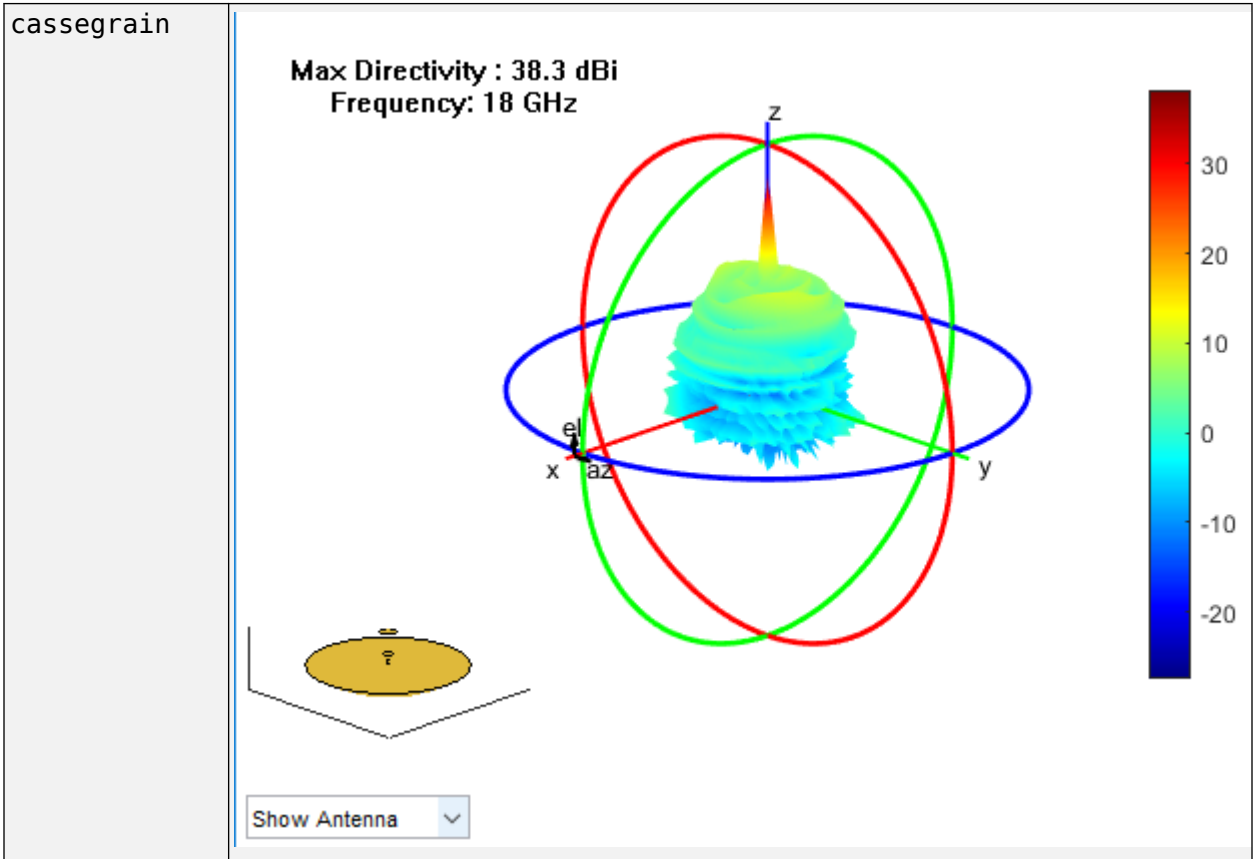 cassegrain
Max Directivity : 38.3 dBi
Frequency: 18 GHz
z
30
20
10
0
-10
-20
el
x
az
y
Show Antenna